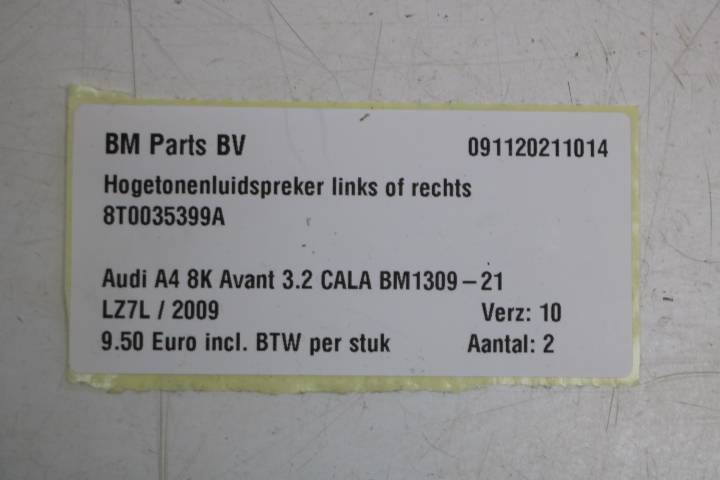 BM Parts BV 091120211014
Hogetonenluidspreker links of rechts
8T0035399A
Audi A4 8K Avant 3.2 CALA BM1309-21
LZ7L / 2009 Verz: 10
9.50 Euro incl. BTW per stuk Aantal: 2